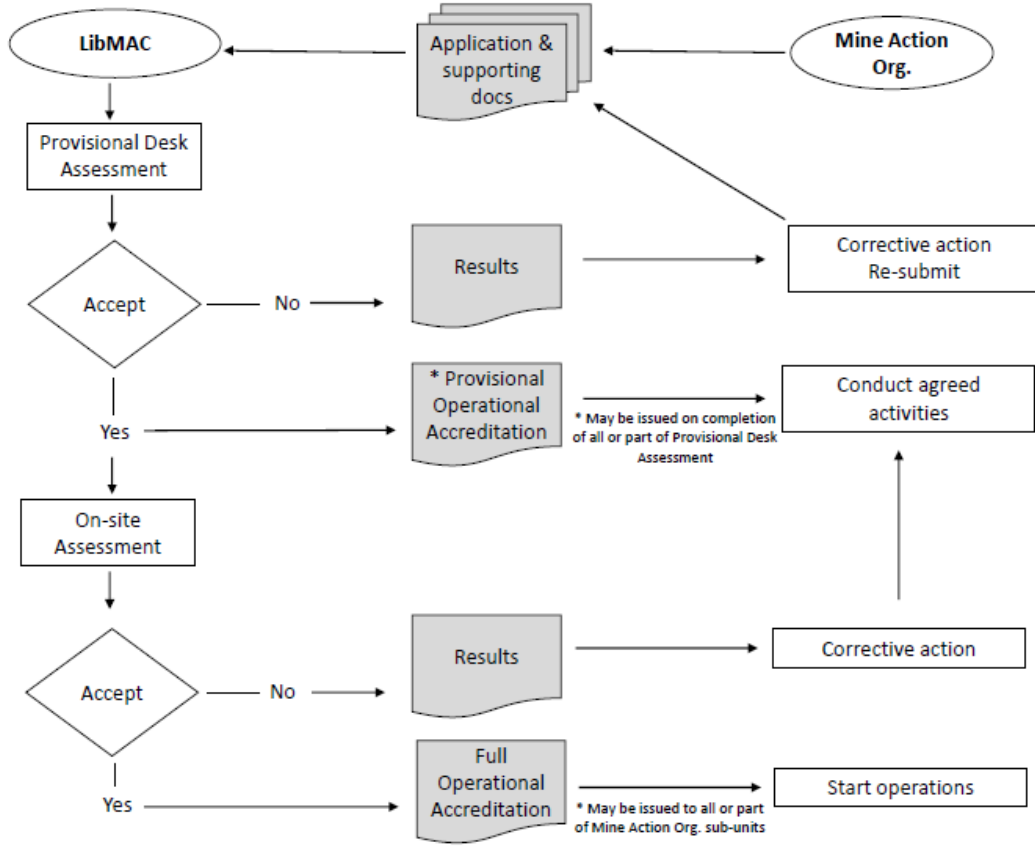 LibMAC
Application &
supporting
docs
Mine Action
Org.
Provisional Desk
Assessment
Accept
No
Results
Corrective action
Re-submit
Yes
* Provisional
Operational
Accreditation
* May be issued on completion
of all or part of Provisional Desk
Assessment
Conduct agreed
activities
On-site
Assessment
Accept
No
Results
Corrective action
Yes
Full
Operational
Accreditation
* May be issued to all or part
of Mine Action Org. sub-units
Start operations